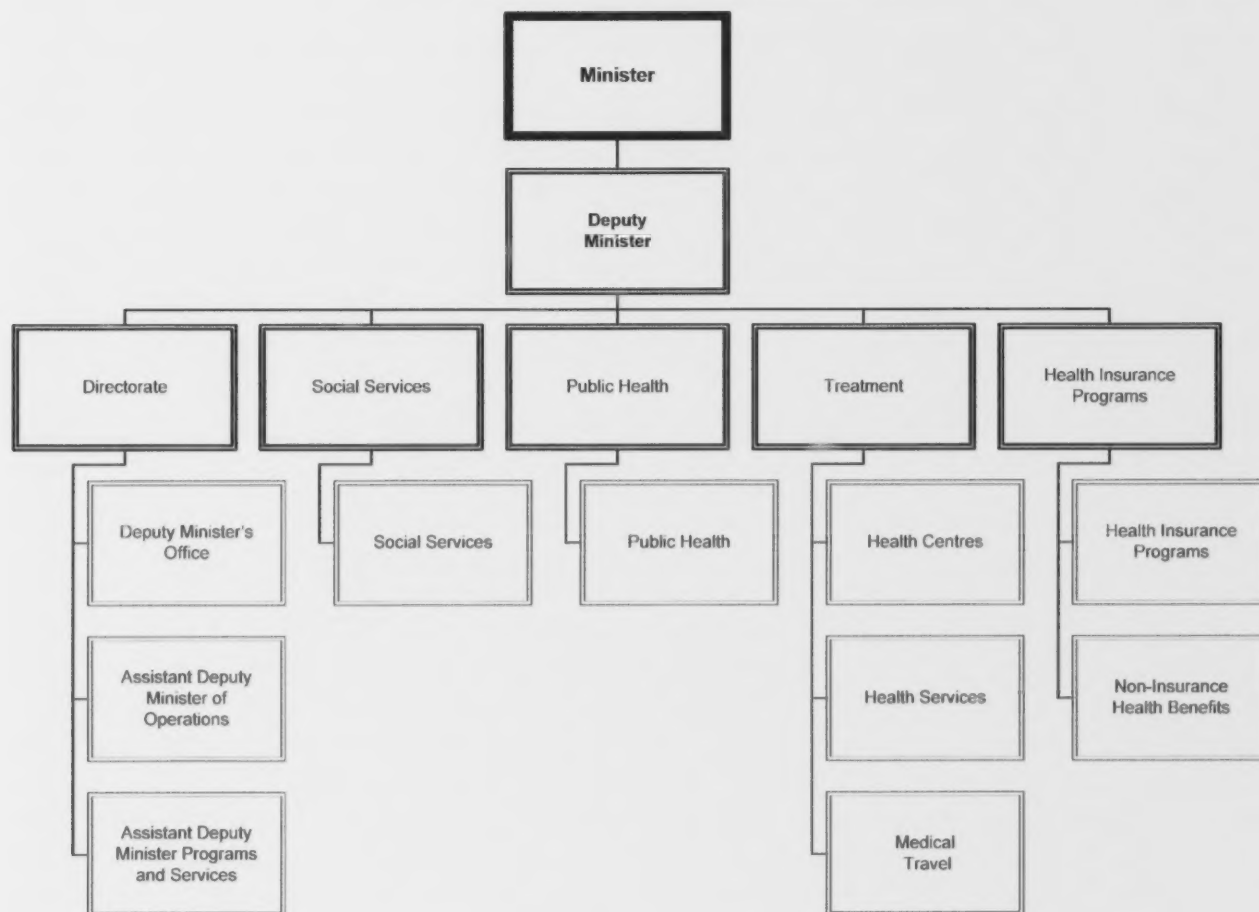 Minister
Deputy
Minister
Directorate
Social Services
Public Health
Treatment
Health Insurance
Programs
Deputy Minister's
Office
Social Services
Public Health
Health Centres
Health Insurance
Programs
Assistant Deputy
Minister of
Operations
Health Services
Non-Insurance
Health Benefits
Assistant Deputy
Minister Programs
and Services
Medical
Travel